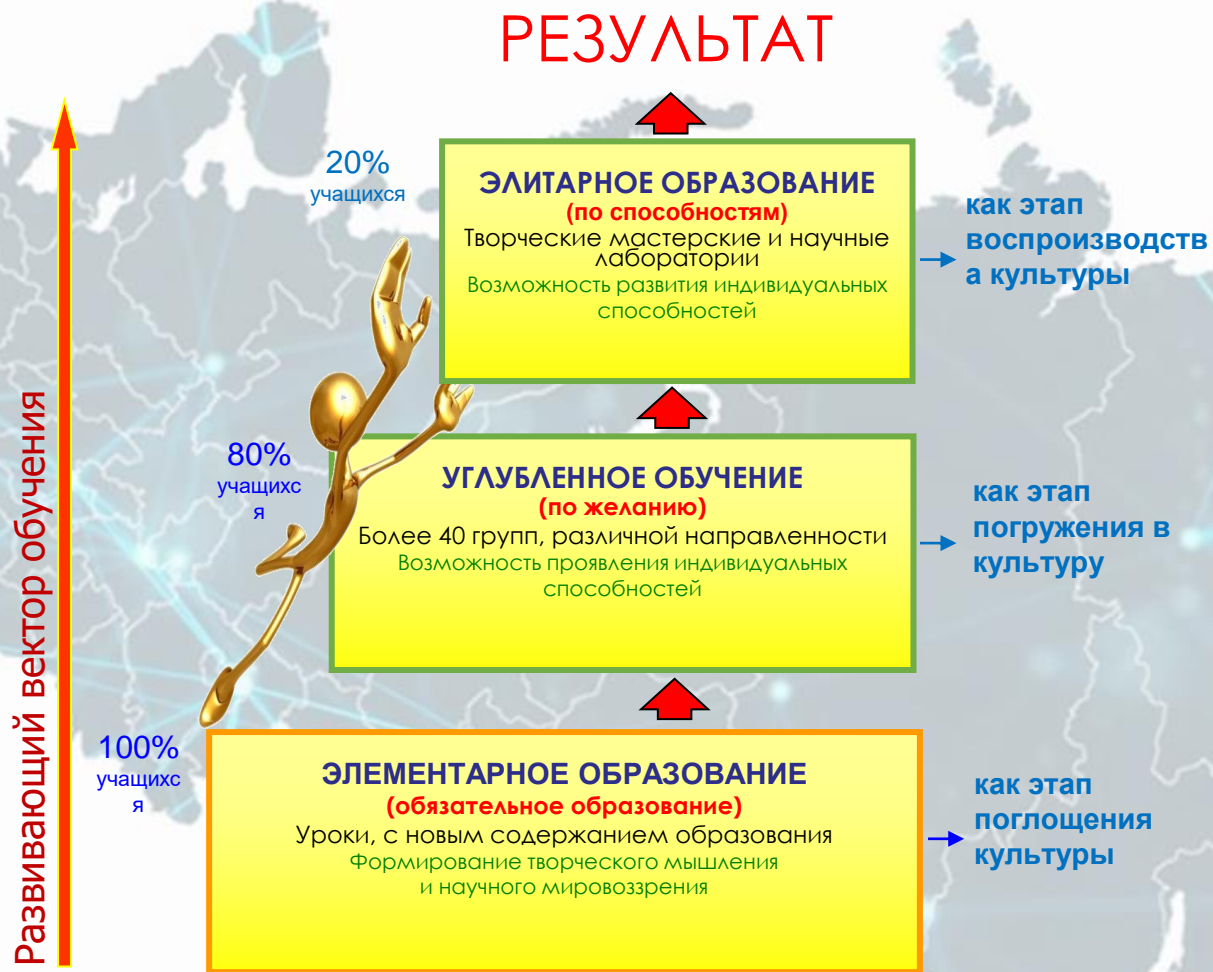 РЕЗУЛЬТАТ
Развивающий вектор обучения
20%
учащихся
ЭЛИТАРНОЕ ОБРАЗОВАНИЕ
(по способностям)
Творческие мастерские и научные
лаборатории
Возможность развития индивидуальных
способностей
как этап
воспроизводств
а культуры
80%
учащихс
я
УГЛУБЛЕННОЕ ОБУЧЕНИЕ
(по желанию)
Более 40 групп, различной направленности
Возможность проявления индивидуальных
способностей
как этап
погружения в
культуру
100%
учащихс
я
ЭЛЕМЕНТАРНОЕ ОБРАЗОВАНИЕ
(обязательное образование)
Уроки, с новым содержанием образования
Формирование творческого мышления
и научного мировоззрения
как этап
поглощения
культуры